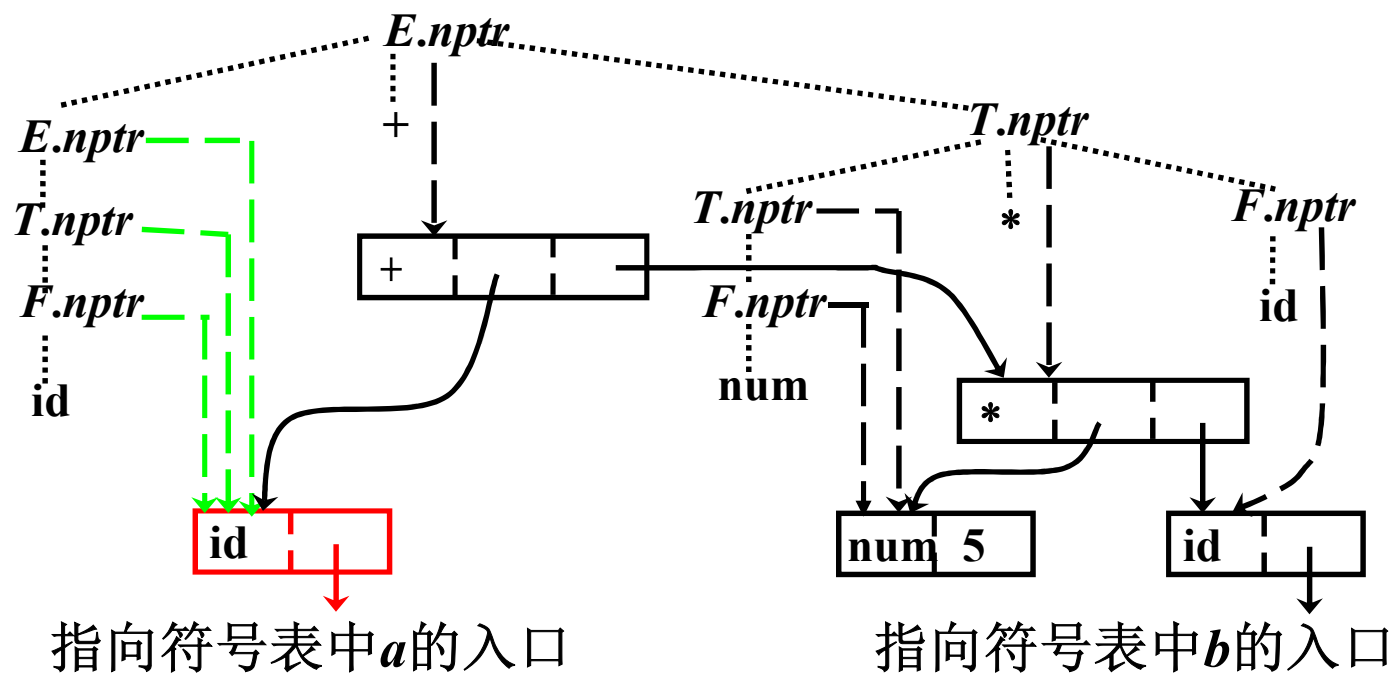 E.nptr
E.nptr + T.nptr
T.nptr T.nptr * F.nptr
+
F.nptr F.nptr id
id num *
id num 5 id
指向符号表中a的入口 指向符号表中b的入口